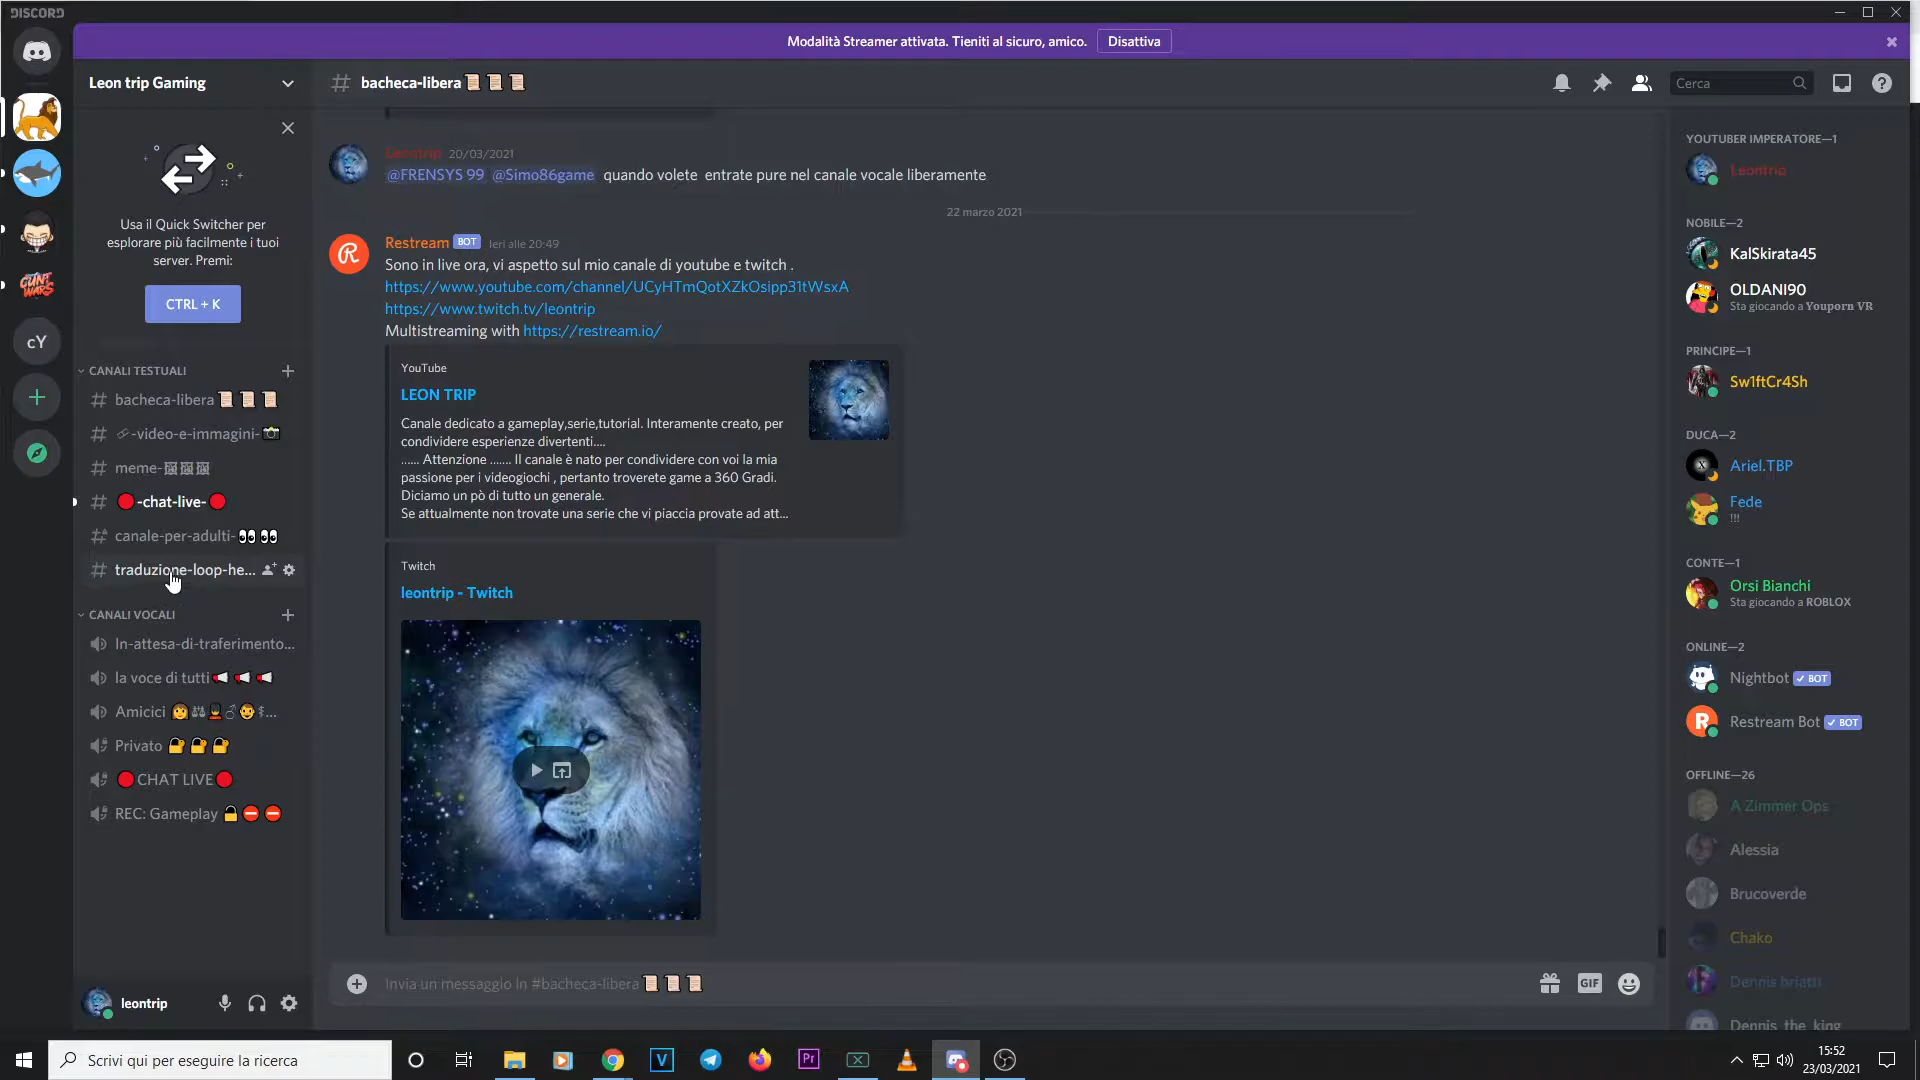 DISCORD
Modalità Streamer attivata. Tieniti al sicuro, amico.
Disattiva
Leon trip Gaming
Usa il Quick Switcher per
esplorare più facilmente i tuoi
server. Premi:
CTRL + K
GUNT WARS
cY
CANALI TESTUALI
bacheca-libera
-video-e-immagini-
meme-
-chat-live-
canale-per-adulti-
traduzione-loop-he...
CANALI VOCALI
In-attesa-di-traferimento...
la voce di tutti
Amicici
Privato
CHAT LIVE
REC: Gameplay
leontrip
# bacheca-libera
Cerca
Leontrip 20/03/2021
@FRENSYS 99 @Simo86game quando volete entrate pure nel canale vocale liberamente
22 marzo 2021
Restream BOT Ieri alle 20:49
Sono in live ora, vi aspetto sul mio canale di youtube e twitch .
https://www.youtube.com/channel/UCyHTmQotXZkOsipp31tWsxA
https://www.twitch.tv/leontrip
Multistreaming with https://restream.io/
YouTube
LEON TRIP
Canale dedicato a gameplay,serie,tutorial. Interamente creato, per
condividere esperienze divertenti....
...... Attenzione ....... Il canale è nato per condividere con voi la mia
passione per i videogiochi , pertanto troverete game a 360 Gradi.
Diciamo un pò di tutto un generale.
Se attualmente non trovate una serie che vi piaccia provate ad att...
Twitch
leontrip - Twitch
Invia un messaggio in #bacheca-libera
GIF
YOUTUBER IMPERATORE—1
Leontrip
NOBILE—2
KalSkirata45
OLDANI90
Sta giocando a Youporn VR
PRINCIPE—1
Sw1ftCr4Sh
DUCA—2
Ariel.TBP
Fede
!!!
CONTE—1
Orsi Bianchi
Sta giocando a ROBLOX
ONLINE—2
Nightbot BOT
Restream Bot BOT
OFFLINE—26
A Zimmer Ops
Alessia
Brucoverde
Chako
Dennis briatti
Dennis_the_king
Scrivi qui per eseguire la ricerca
V
Pr
15:52
23/03/2021